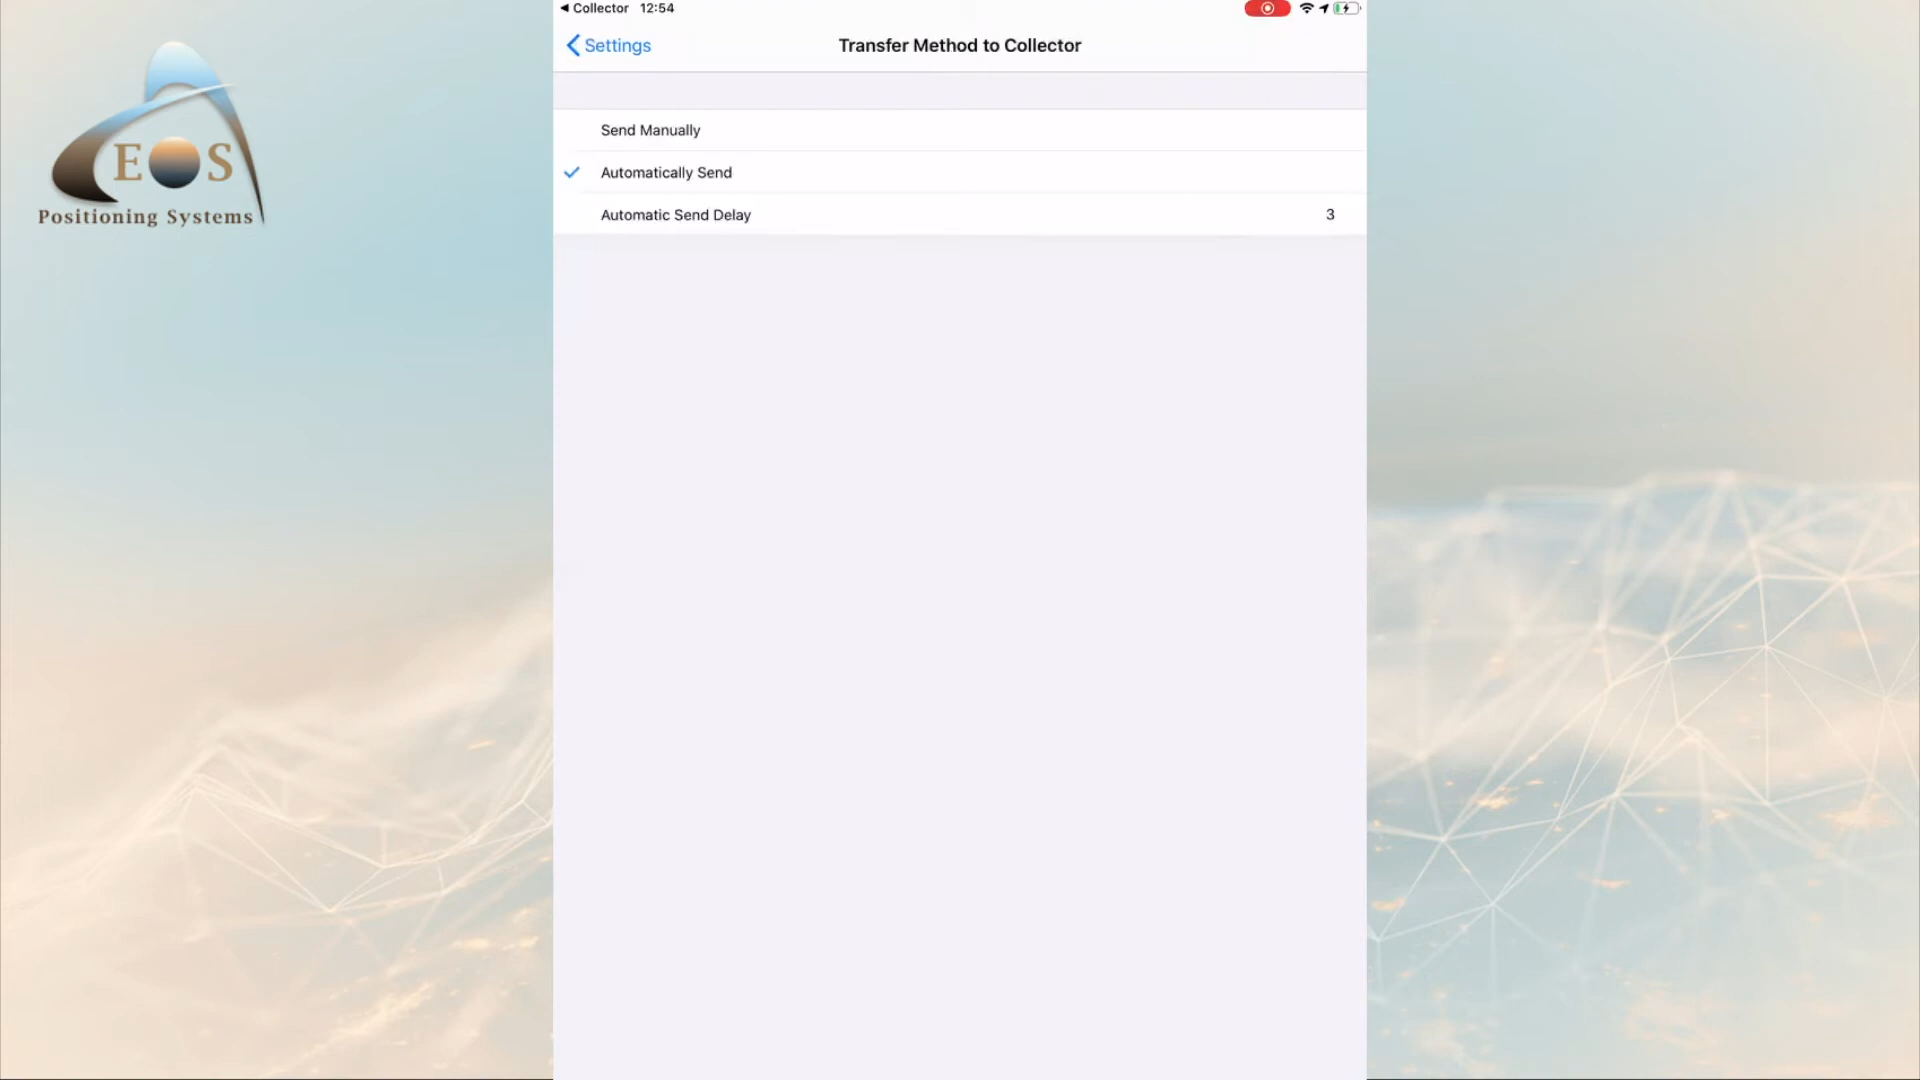 Collector 12:54
Settings
Transfer Method to Collector
Send Manually
Automatically Send
Automatic Send Delay 3
EOS
Positioning Systems